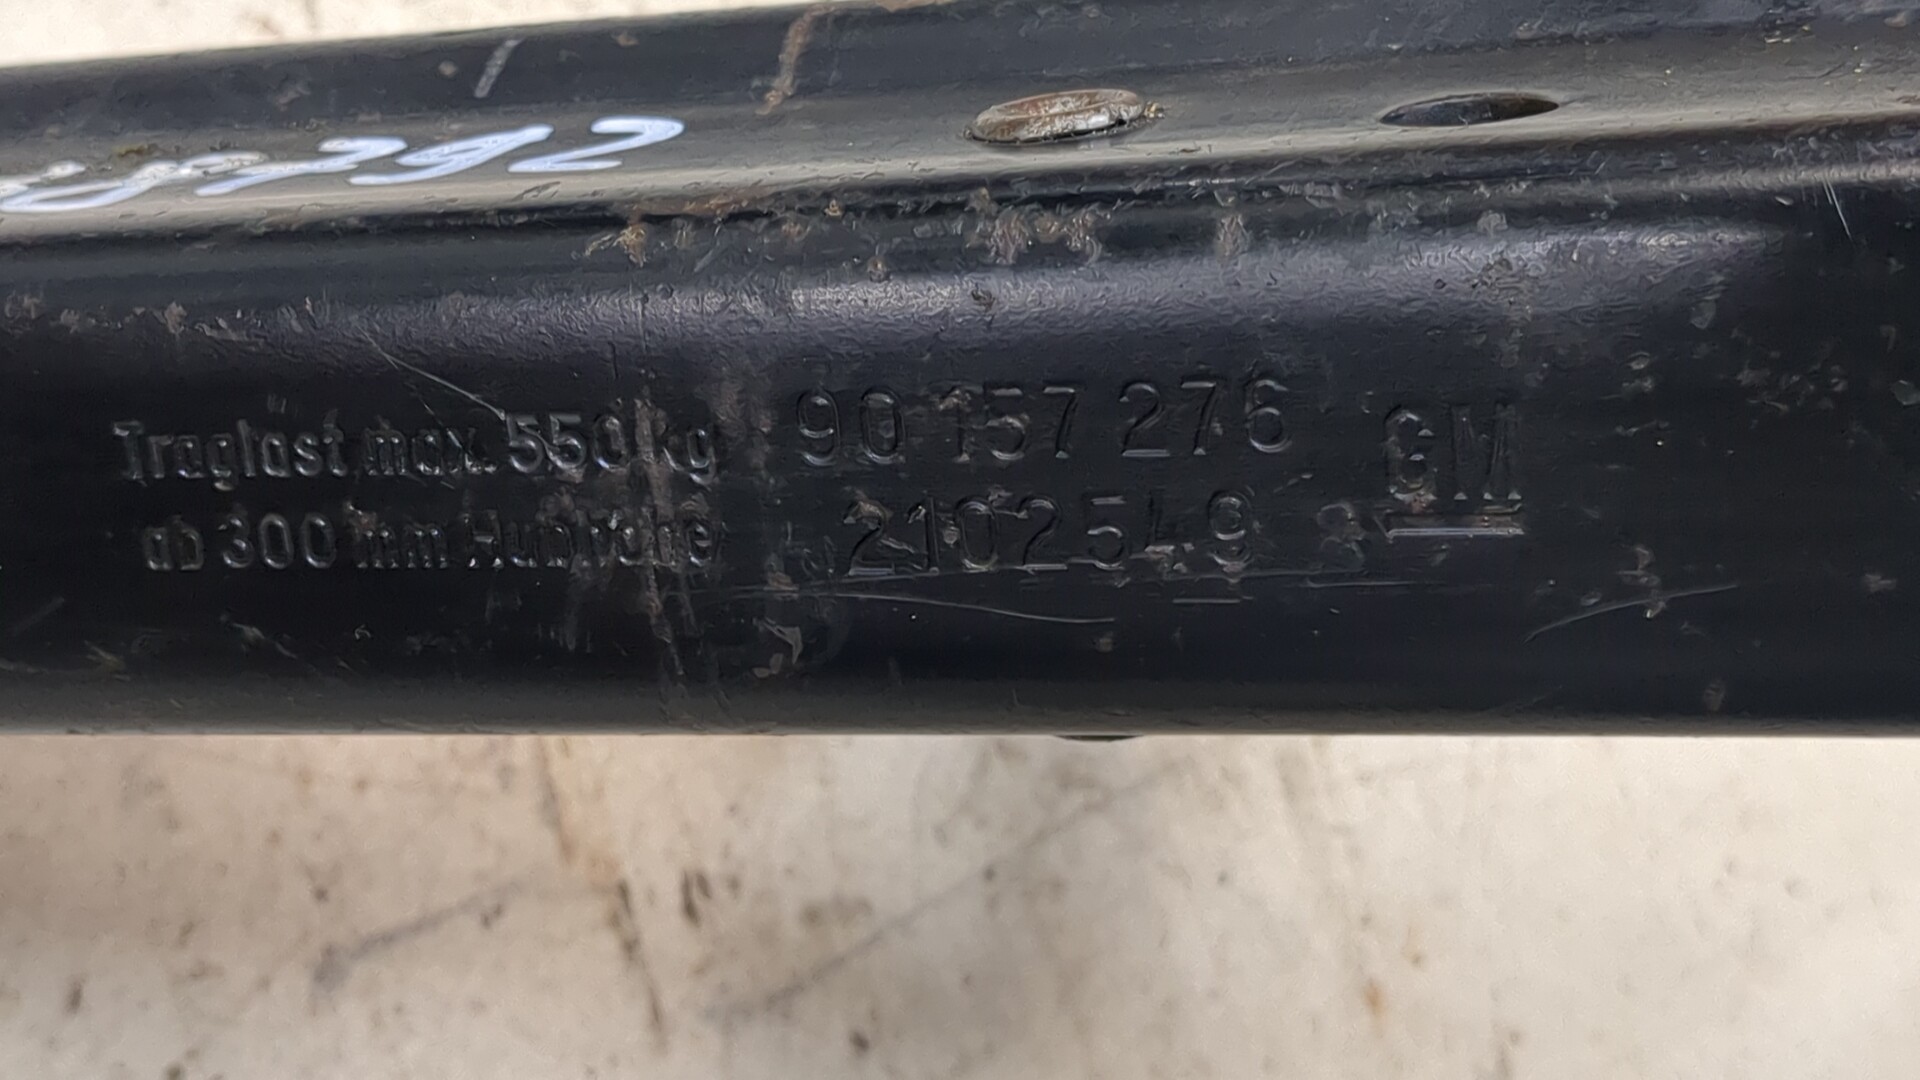 Traglast max. 550 kg
ab 300 mm Hubhöhe
90 157 276
2102549
GM